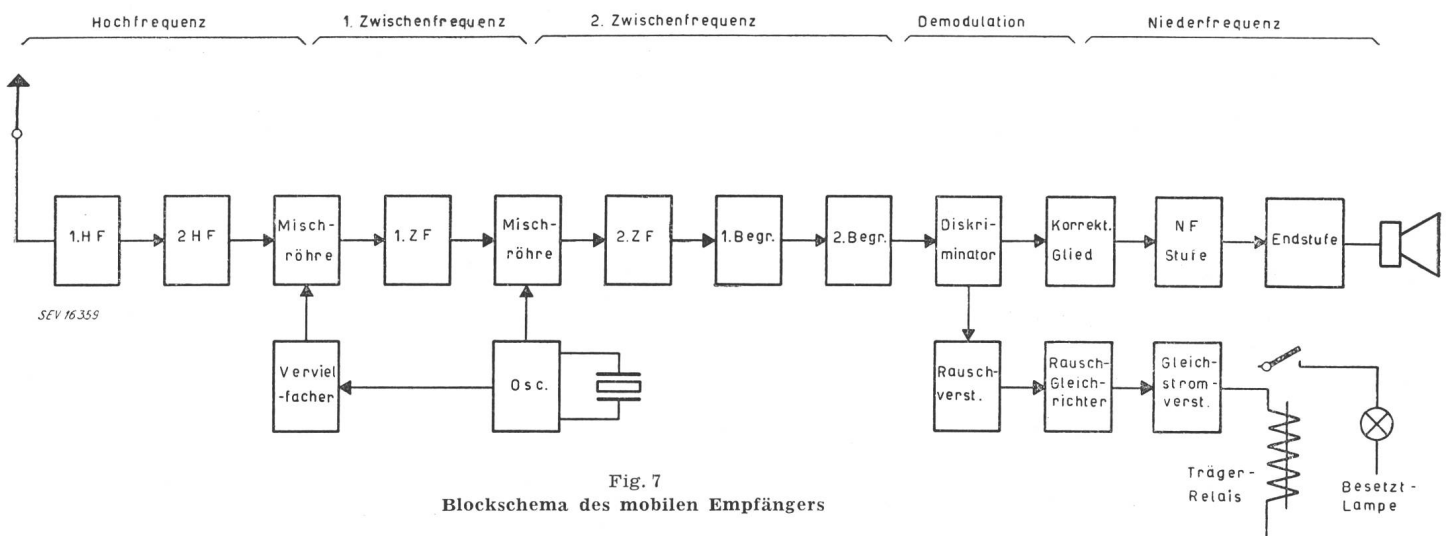 Hochfrequenz
1. Zwischenfrequenz
2. Zwischenfrequenz
Demodulation
Niederfrequenz
1.HF
2HF
Misch-
röhre
1.ZF
Misch-
röhre
2.ZF
1.Begr.
2.Begr.
Diskri-
minator
Korrekt.
Glied
NF
Stufe
Endstufe
SEV 16359
Verviel
-facher
Osc.
Rausch-
verst.
Rausch-
Gleich-
richter
Gleich-
strom-
verst.
Träger-
Relais
Besetzt-
Lampe
Fig. 7
Blockschema des mobilen Empfängers